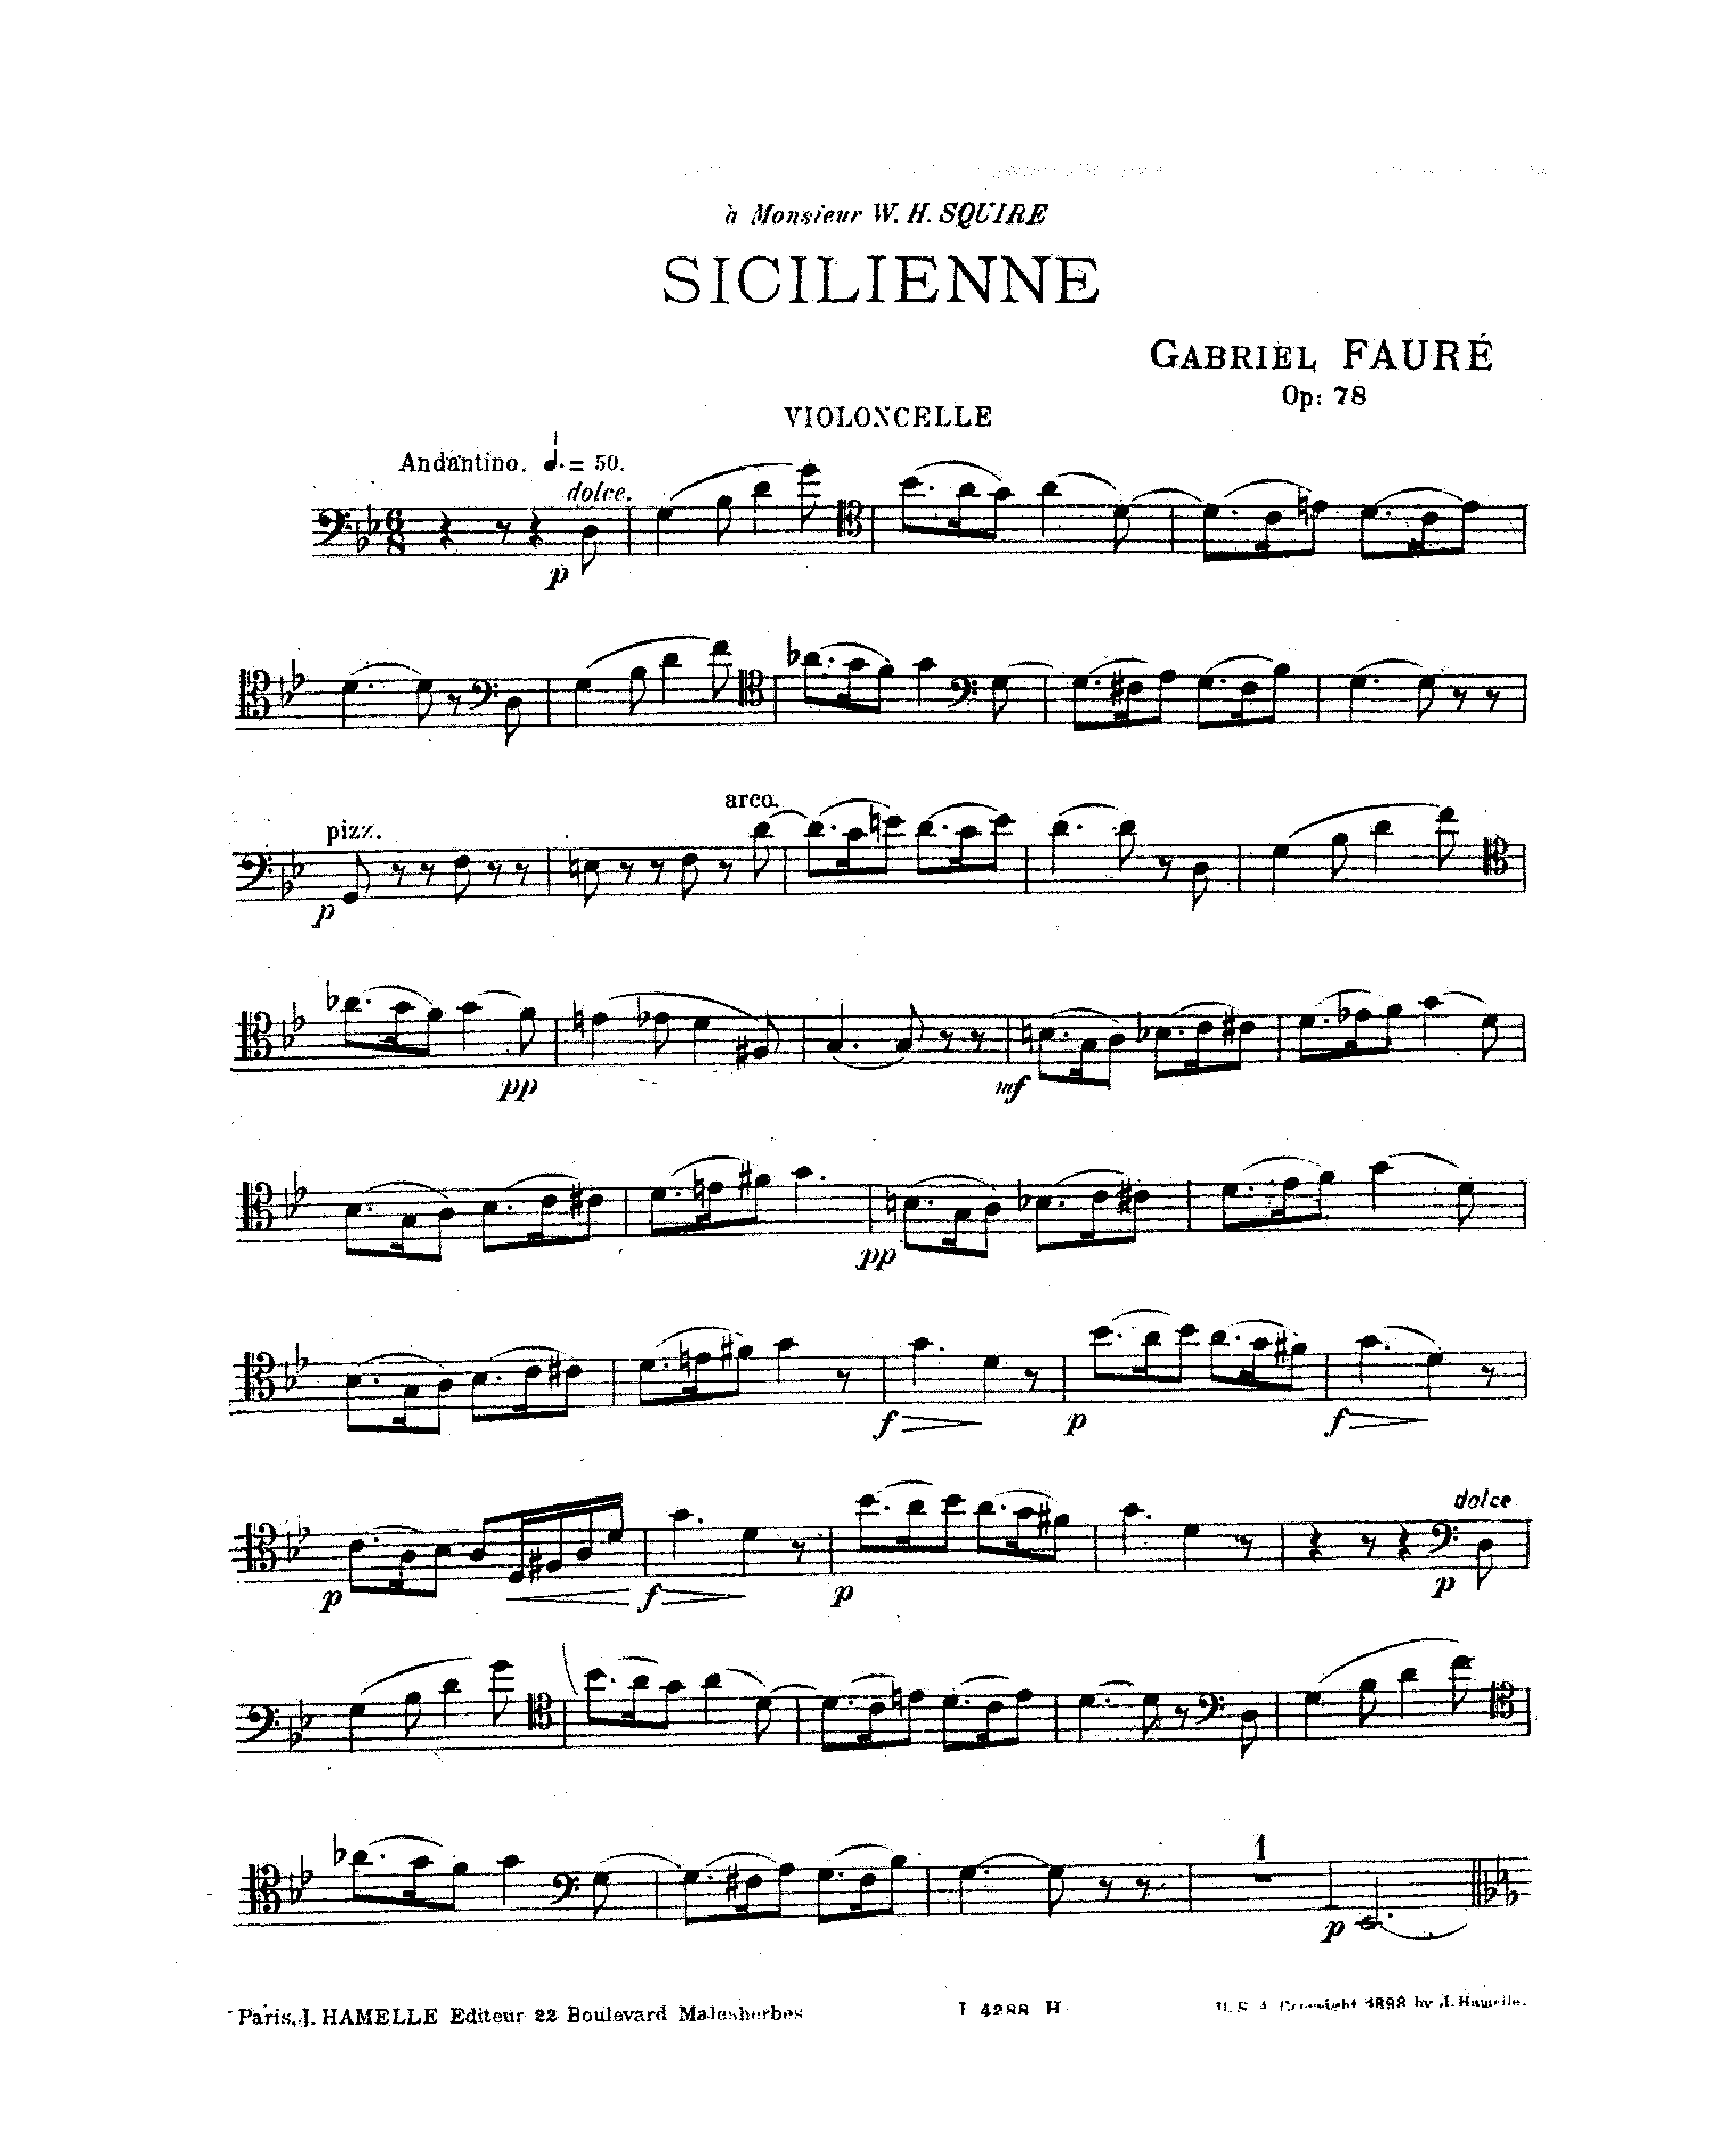 à Monsieur W. H. SQUIRE
SICILIENNE
GABRIEL FAURÉ
Op: 78
VIOLONCELLE
Andantino. ♩. = 50.
dolce.
p
arco.
pizz.
p
pp
mf
pp
f
p
f
dolce
p
f
p
p
1
p
Paris, J. HAMELLE Editeur 22 Boulevard Malesherbes
J. 4288. H.
U.S.A. Copyright 1898 by J. Hamelle.